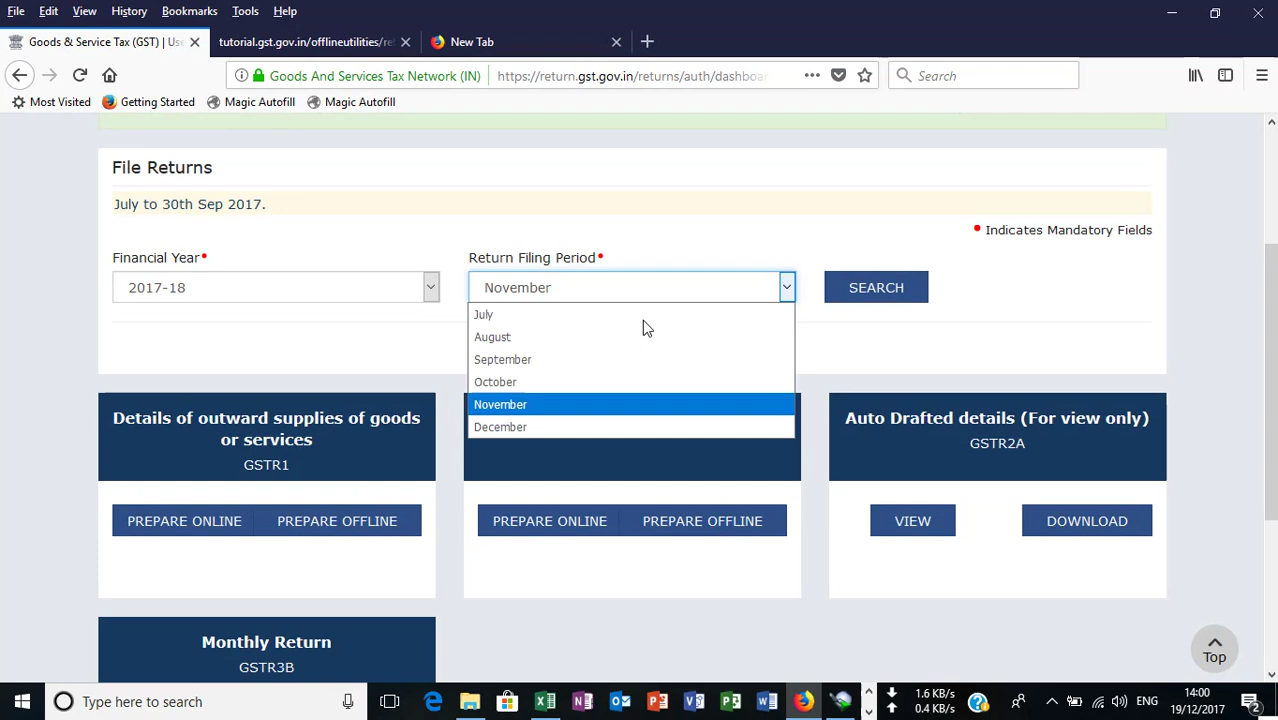 File Edit View History Bookmarks Tools Help
Goods & Service Tax (GST) | Use
tutorial.gst.gov.in/offlineutilities/re
New Tab
Goods And Services Tax Network (IN) https://return.gst.gov.in/returns/auth/dashboa
Search
Most Visited Getting Started Magic Autofill Magic Autofill
File Returns
July to 30th Sep 2017.
• Indicates Mandatory Fields
Financial Year•
Return Filing Period•
2017-18
November
SEARCH
July
August
September
October
November
December
Details of outward supplies of goods
or services
GSTR1
Auto Drafted details (For view only)
GSTR2A
PREPARE ONLINE PREPARE OFFLINE
PREPARE ONLINE PREPARE OFFLINE
VIEW DOWNLOAD
Monthly Return
GSTR3B
Top
Type here to search
1.6 KB/s
0.4 KB/s
ENG
14:00
19/12/2017
2